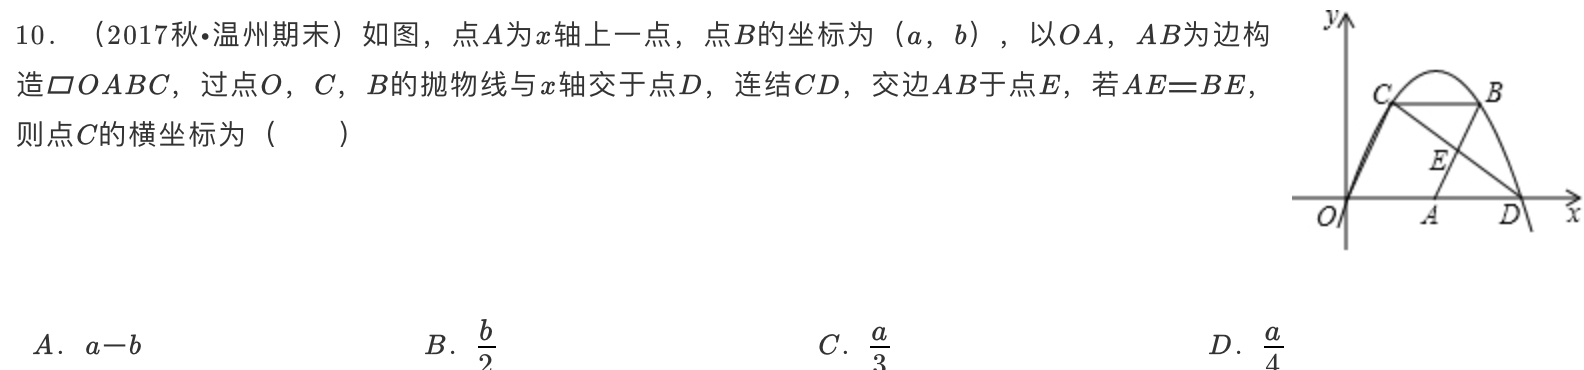 10. （2017秋•温州期末）如图，点A为x轴上一点，点B的坐标为（a，b），以OA，AB为边构
造▱OABC，过点O，C，B的抛物线与x轴交于点D，连结CD，交边AB于点E，若AE＝BE，
则点C的横坐标为（　　）
y
C B
E
O A D x
A. a－b B. b/2 C. a/3 D. a/4